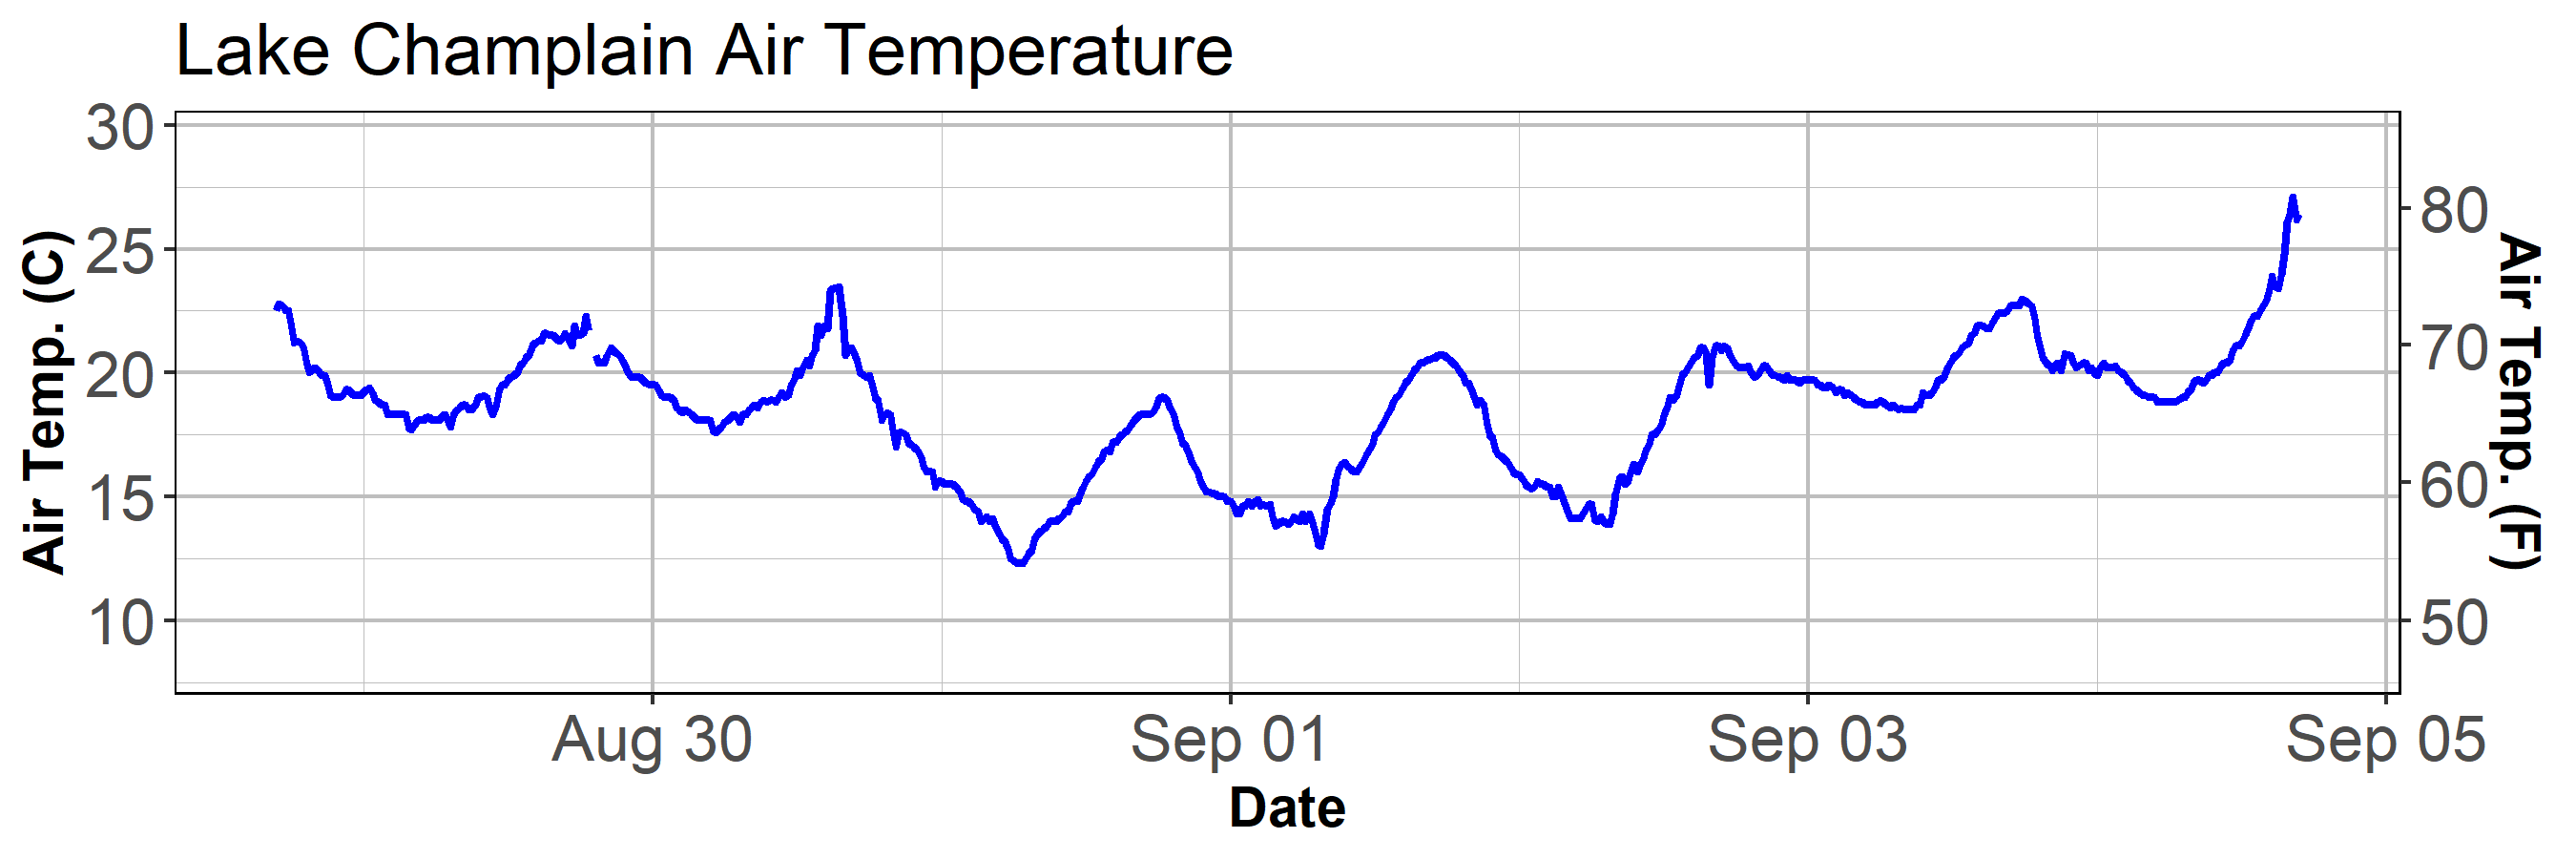 Lake Champlain Air Temperature
30
25
20
15
10
Air Temp. (C)
80
70
60
50
Air Temp. (F)
Aug 30
Sep 01
Sep 03
Sep 05
Date